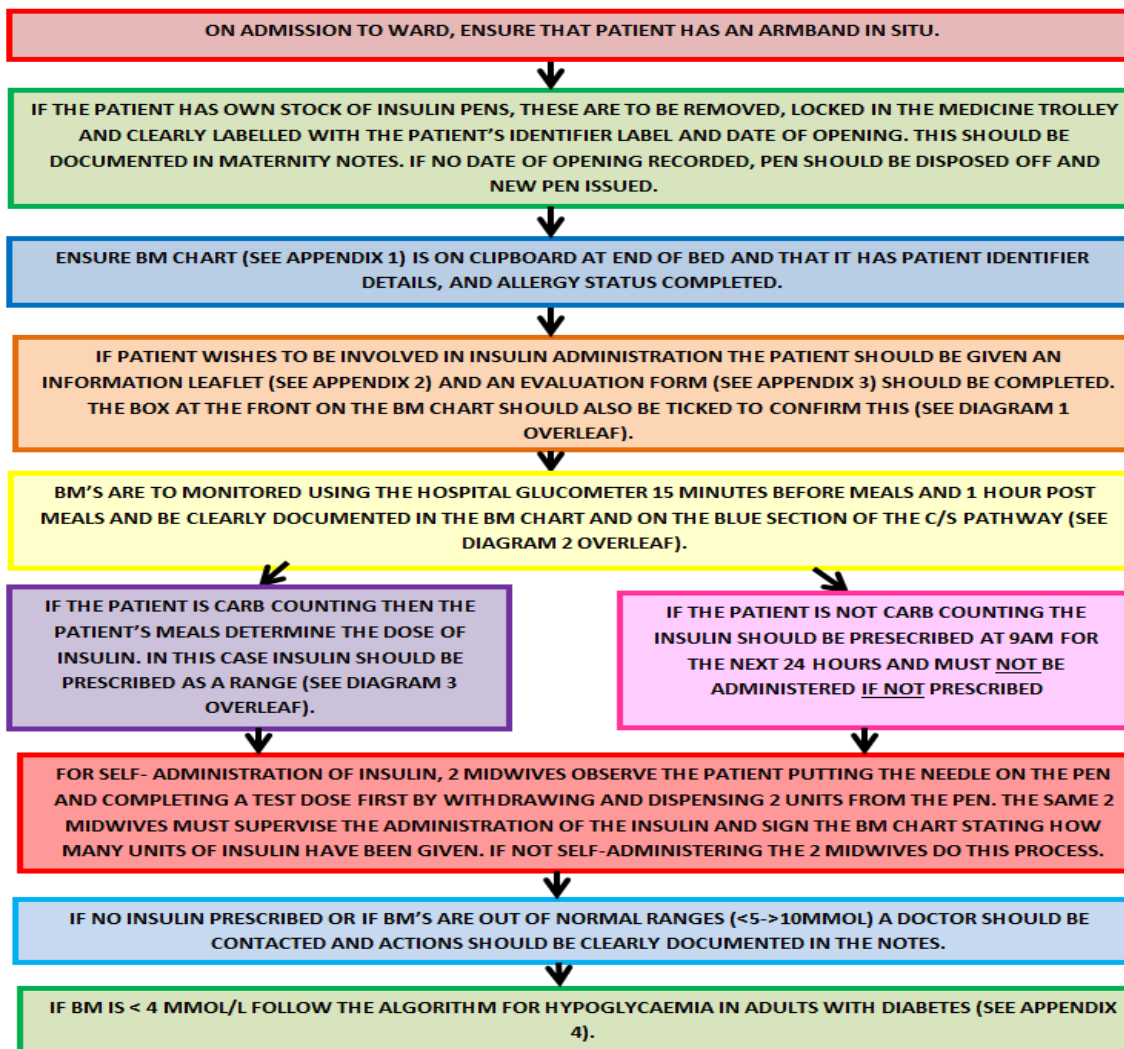 ON ADMISSION TO WARD, ENSURE THAT PATIENT HAS AN ARMBAND IN SITU.
IF THE PATIENT HAS OWN STOCK OF INSULIN PENS, THESE ARE TO BE REMOVED, LOCKED IN THE MEDICINE TROLLEY
AND CLEARLY LABELLED WITH THE PATIENT'S IDENTIFIER LABEL AND DATE OF OPENING. THIS SHOULD BE
DOCUMENTED IN MATERNITY NOTES. IF NO DATE OF OPENING RECORDED, PEN SHOULD BE DISPOSED OFF AND
NEW PEN ISSUED.
ENSURE BM CHART (SEE APPENDIX 1) IS ON CLIPBOARD AT END OF BED AND THAT IT HAS PATIENT IDENTIFIER
DETAILS, AND ALLERGY STATUS COMPLETED.
IF PATIENT WISHES TO BE INVOLVED IN INSULIN ADMINISTRATION THE PATIENT SHOULD BE GIVEN AN
INFORMATION LEAFLET (SEE APPENDIX 2) AND AN EVALUATION FORM (SEE APPENDIX 3) SHOULD BE COMPLETED.
THE BOX AT THE FRONT ON THE BM CHART SHOULD ALSO BE TICKED TO CONFIRM THIS (SEE DIAGRAM 1
OVERLEAF).
BM'S ARE TO MONITORED USING THE HOSPITAL GLUCOMETER 15 MINUTES BEFORE MEALS AND 1 HOUR POST
MEALS AND BE CLEARLY DOCUMENTED IN THE BM CHART AND ON THE BLUE SECTION OF THE C/S PATHWAY (SEE
DIAGRAM 2 OVERLEAF).
IF THE PATIENT IS CARB COUNTING THEN THE
PATIENT'S MEALS DETERMINE THE DOSE OF
INSULIN. IN THIS CASE INSULIN SHOULD BE
PRESCRIBED AS A RANGE (SEE DIAGRAM 3
OVERLEAF).
IF THE PATIENT IS NOT CARB COUNTING THE
INSULIN SHOULD BE PRESECRIBED AT 9AM FOR
THE NEXT 24 HOURS AND MUST NOT BE
ADMINISTERED IF NOT PRESCRIBED
FOR SELF- ADMINISTRATION OF INSULIN, 2 MIDWIVES OBSERVE THE PATIENT PUTTING THE NEEDLE ON THE PEN
AND COMPLETING A TEST DOSE FIRST BY WITHDRAWING AND DISPENSING 2 UNITS FROM THE PEN. THE SAME 2
MIDWIVES MUST SUPERVISE THE ADMINISTRATION OF THE INSULIN AND SIGN THE BM CHART STATING HOW
MANY UNITS OF INSULIN HAVE BEEN GIVEN. IF NOT SELF-ADMINISTERING THE 2 MIDWIVES DO THIS PROCESS.
IF NO INSULIN PRESCRIBED OR IF BM'S ARE OUT OF NORMAL RANGES (<5->10MMOL) A DOCTOR SHOULD BE
CONTACTED AND ACTIONS SHOULD BE CLEARLY DOCUMENTED IN THE NOTES.
IF BM IS < 4 MMOL/L FOLLOW THE ALGORITHM FOR HYPOGLYCAEMIA IN ADULTS WITH DIABETES (SEE APPENDIX
4).